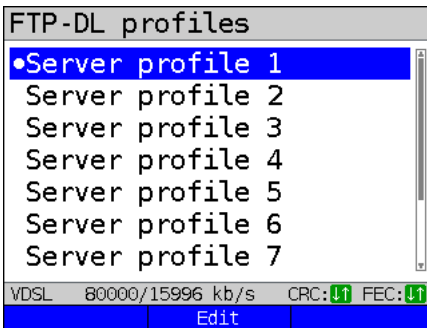 FTP-DL profiles
●Server profile 1
Server profile 2
Server profile 3
Server profile 4
Server profile 5
Server profile 6
Server profile 7
VDSL 80000/15996 kb/s CRC:↓↑ FEC:↓↑
Edit